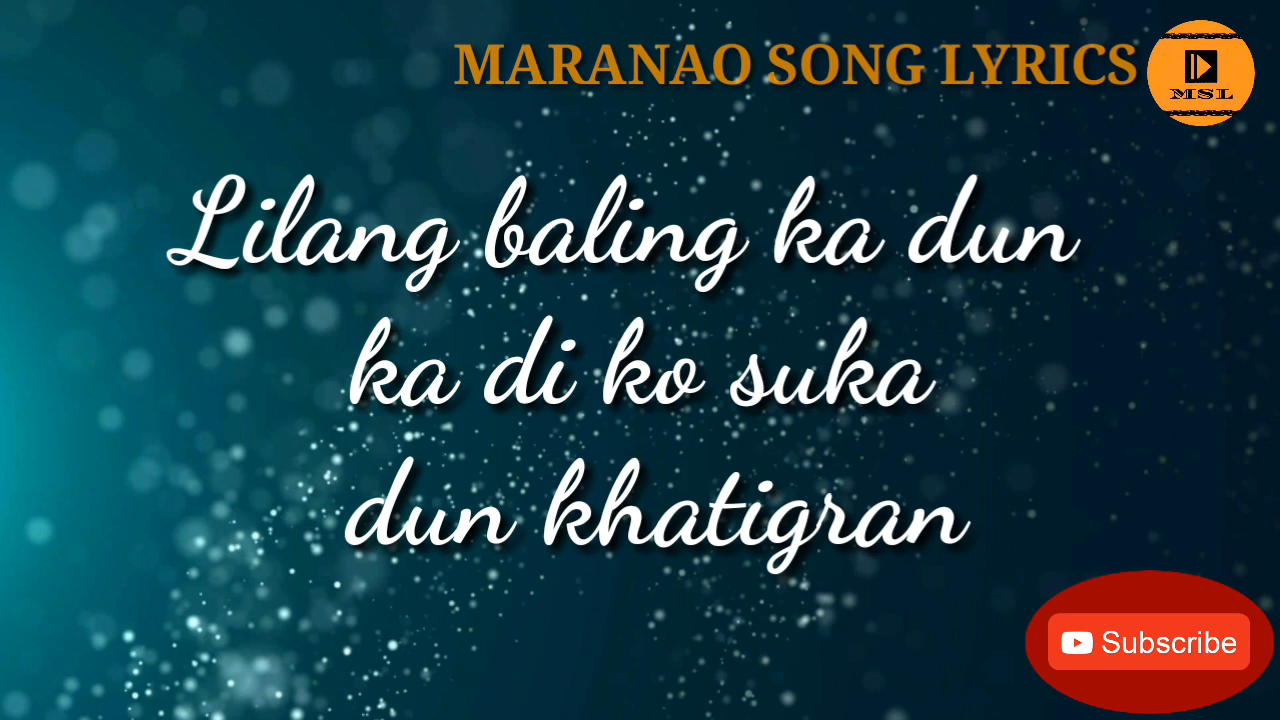 MARANAO SONG LYRICS
MSL
Lilang baling ka dun
ka di ko suka
dun khatigran
Subscribe